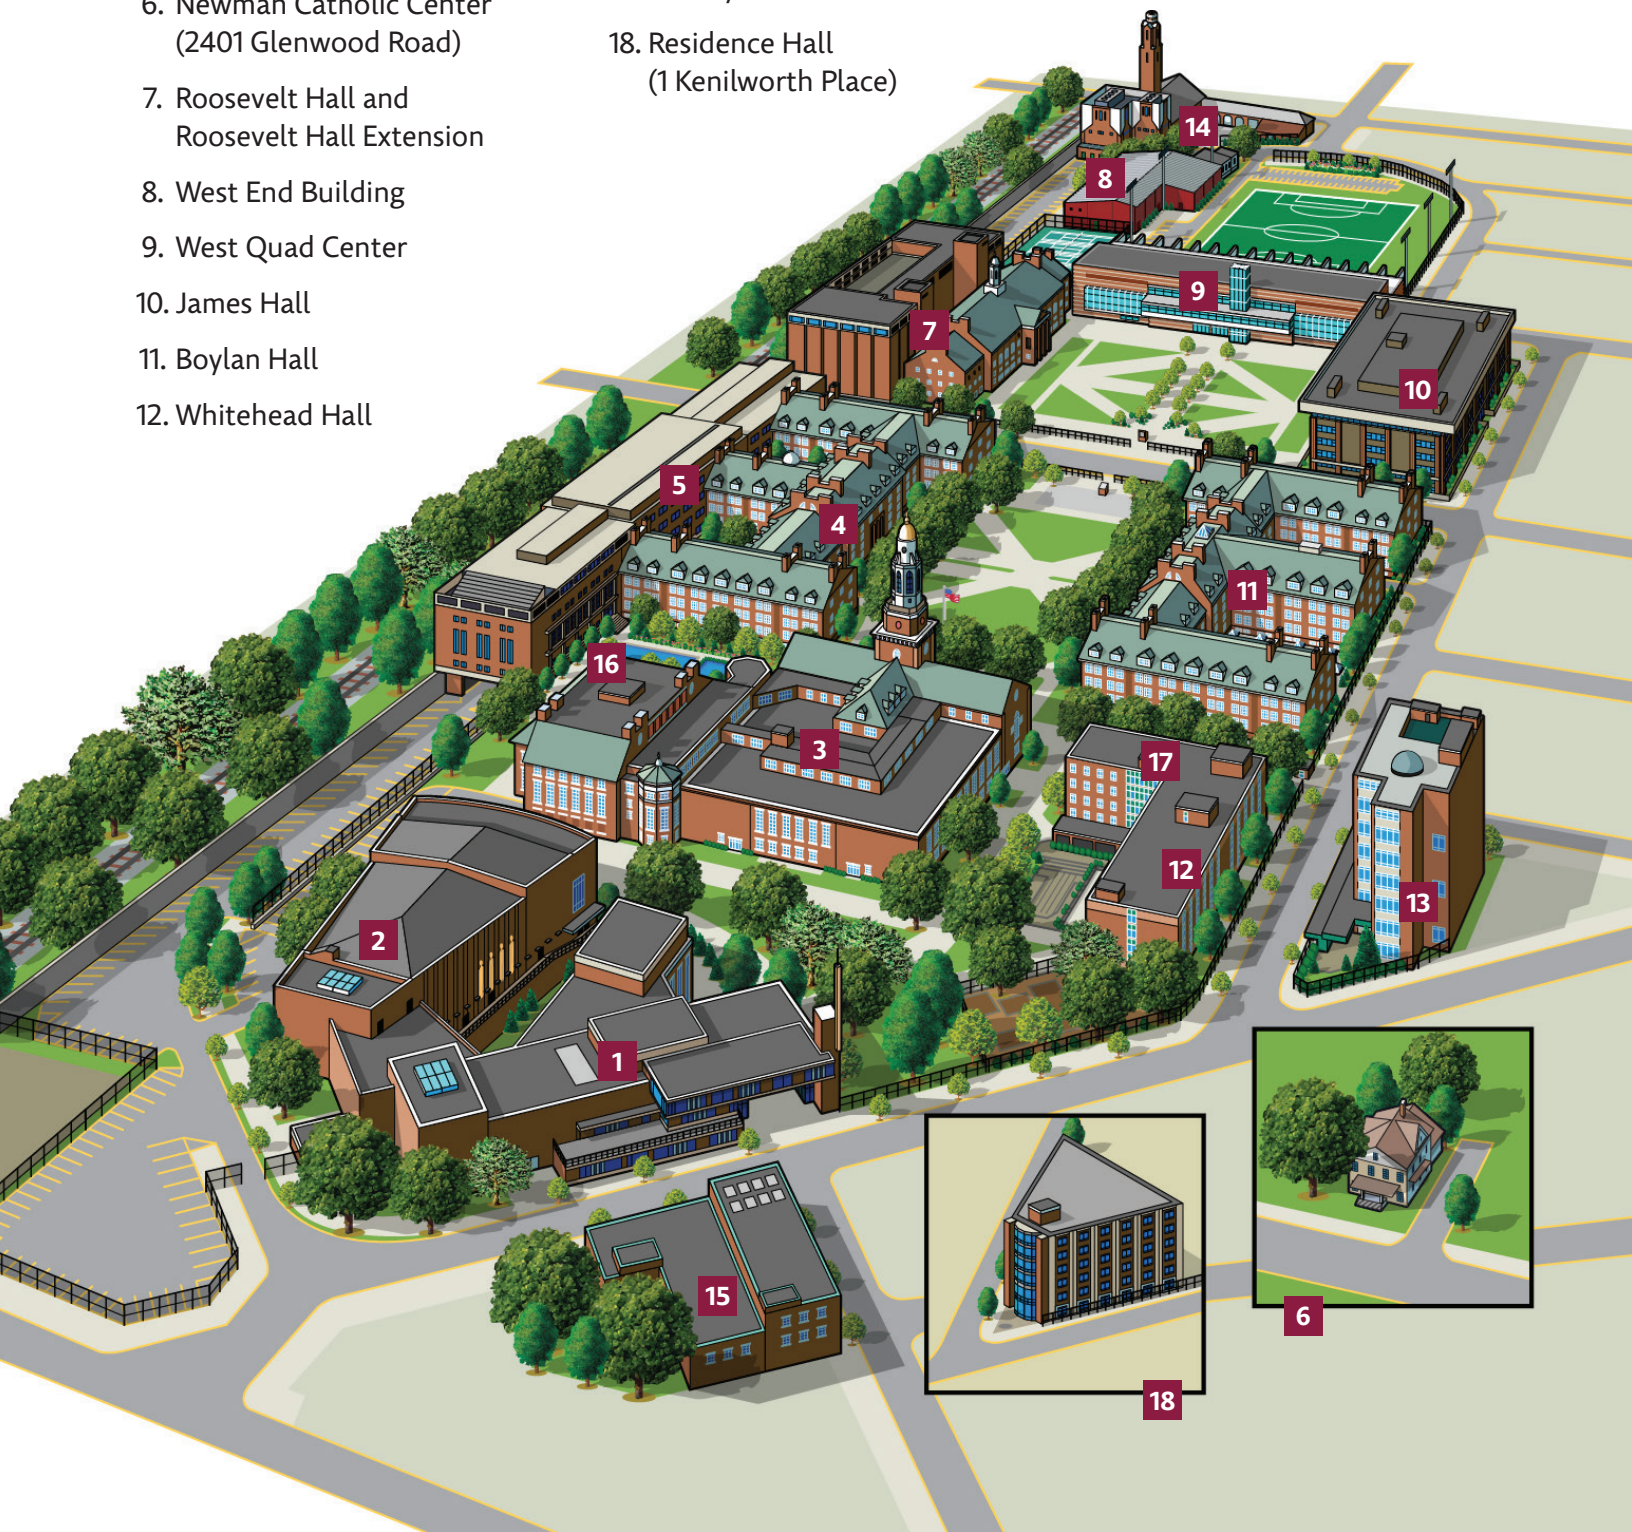 6. Newman Catholic Center
(2401 Glenwood Road)
7. Roosevelt Hall and
Roosevelt Hall Extension
8. West End Building
9. West Quad Center
10. James Hall
11. Boylan Hall
12. Whitehead Hall
18. Residence Hall
(1 Kenilworth Place)
14
8
9
7
10
5
4
11
16
3
17
12
13
2
1
15
6
18